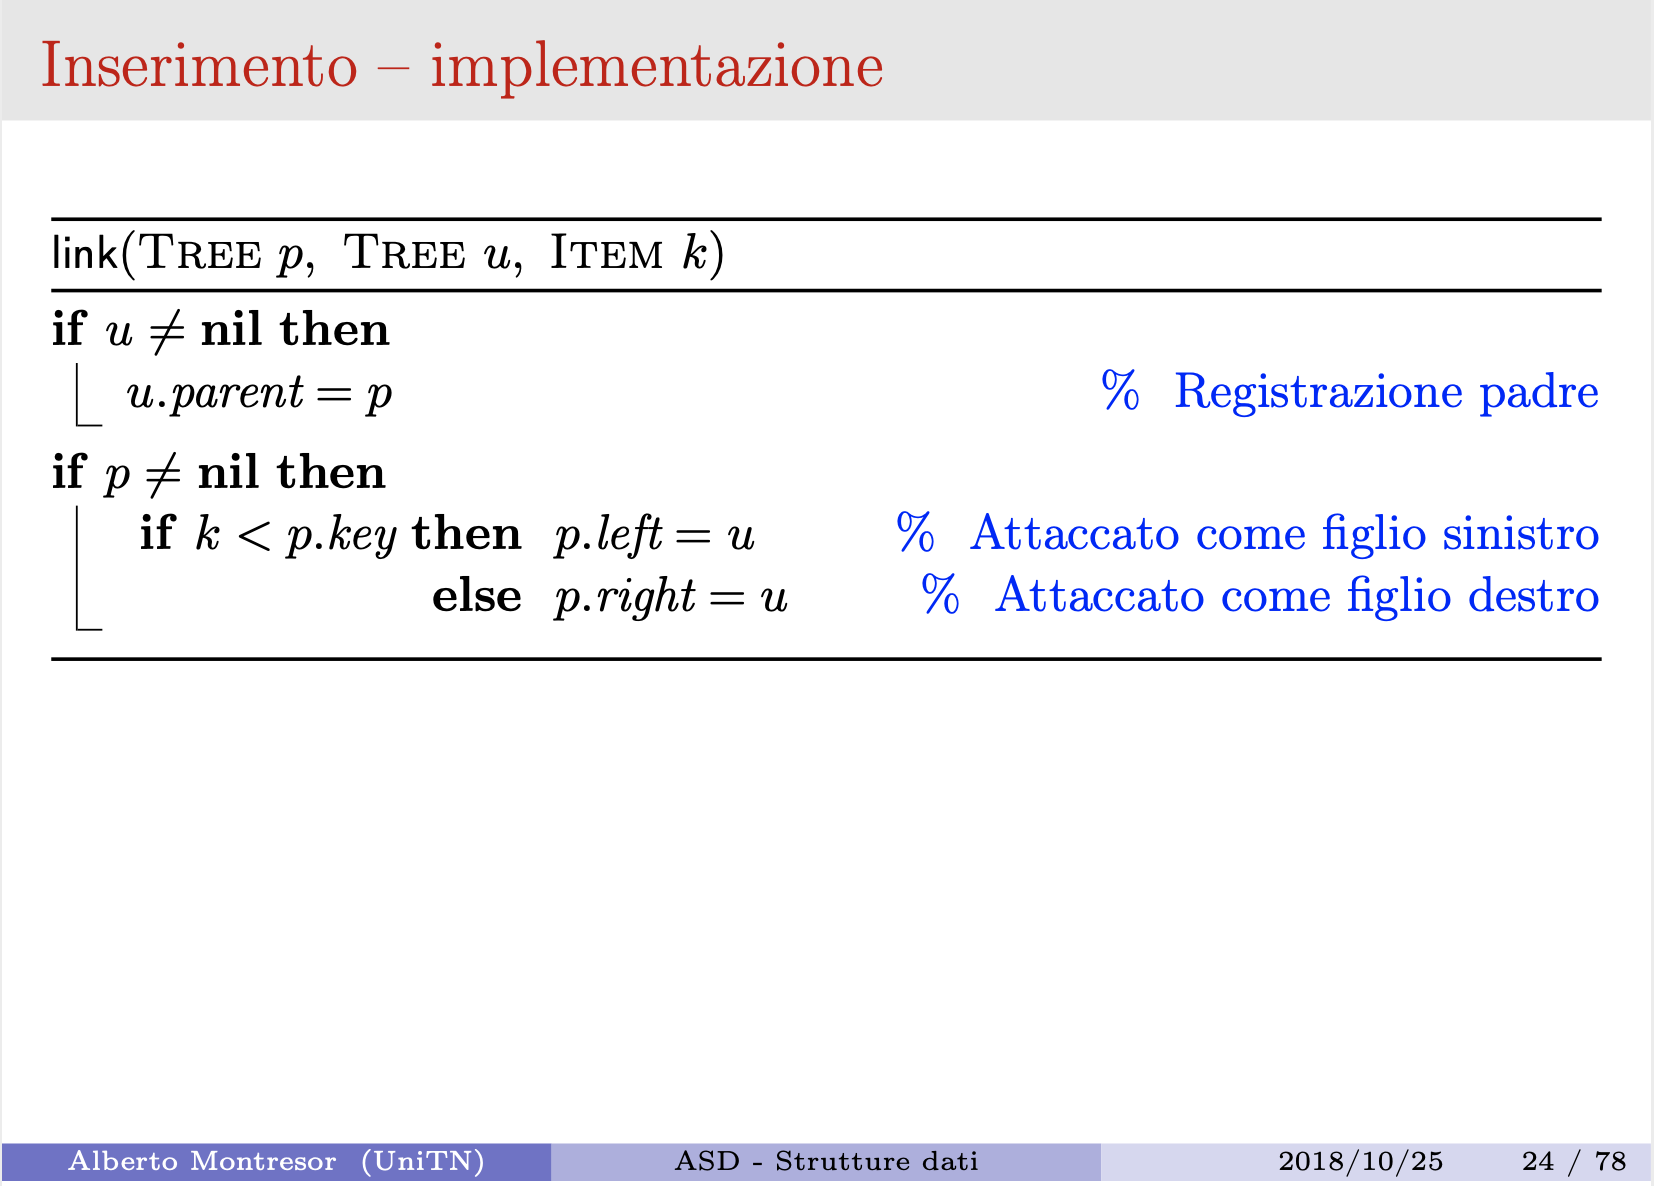 Inserimento – implementazione
link(TREE p, TREE u, ITEM k)
if u ≠ nil then
u.parent = p % Registrazione padre
if p ≠ nil then
if k < p.key then p.left = u % Attaccato come figlio sinistro
else p.right = u % Attaccato come figlio destro
Alberto Montresor (UniTN) ASD - Strutture dati 2018/10/25 24 / 78